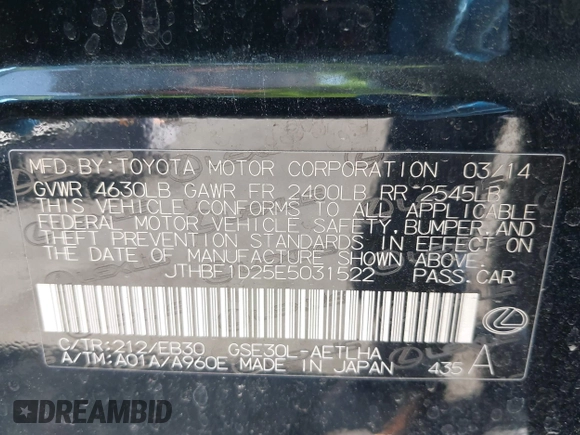 MFD.BY:TOYOTA MOTOR CORPORATION 03/14
GVWR 4630LB GAWR FR 2400LB RR 2545LB
THIS VEHICLE CONFORMS TO ALL APPLICABLE
FEDERAL MOTOR VEHICLE SAFETY, BUMPER, AND
THEFT PREVENTION STANDARDS IN EFFECT ON
THE DATE OF MANUFACTURE SHOWN ABOVE.
JTHBF1D25E5031522 PASS.CAR
C/TR:212/EB30 GSE30L-AETLHA
A/TM:A01A/A960E MADE IN JAPAN 435 A
DREAMBID